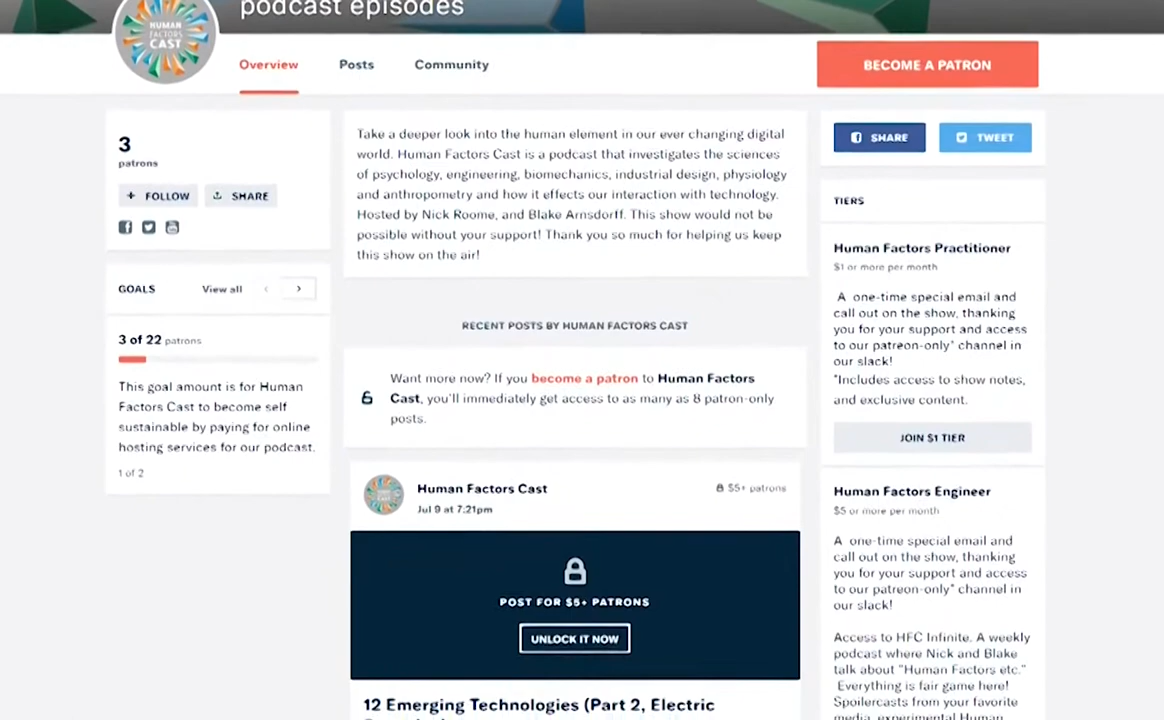 podcast episodes
HUMAN
FACTORS
CAST
Overview
Posts
Community
BECOME A PATRON
3
patrons
FOLLOW
SHARE
GOALS
View all
3 of 22 patrons
This goal amount is for Human
Factors Cast to become self
sustainable by paying for online
hosting services for our podcast.
1 of 2
Take a deeper look into the human element in our ever changing digital
world. Human Factors Cast is a podcast that investigates the sciences
of psychology, engineering, biomechanics, industrial design, physiology
and anthropometry and how it effects our interaction with technology.
Hosted by Nick Roome, and Blake Arnsdorff. This show would not be
possible without your support! Thank you so much for helping us keep
this show on the air!
RECENT POSTS BY HUMAN FACTORS CAST
Want more now? If you become a patron to Human Factors
Cast, you'll immediately get access to as many as 8 patron-only
posts.
Human Factors Cast
$5+ patrons
Jul 9 at 7:21pm
POST FOR $5+ PATRONS
UNLOCK IT NOW
12 Emerging Technologies (Part 2, Electric
SHARE
TWEET
TIERS
Human Factors Practitioner
$1 or more per month
A one-time special email and
call out on the show, thanking
you for your support and access
to our patreon-only* channel in
our slack!
*Includes access to show notes,
and exclusive content.
JOIN $1 TIER
Human Factors Engineer
$5 or more per month
A one-time special email and
call out on the show, thanking
you for your support and access
to our patreon-only* channel in
our slack!
Access to HFC Infinite. A weekly
podcast where Nick and Blake
talk about "Human Factors etc."
Everything is fair game here!
Spoilercasts from your favorite
media, experimental Human